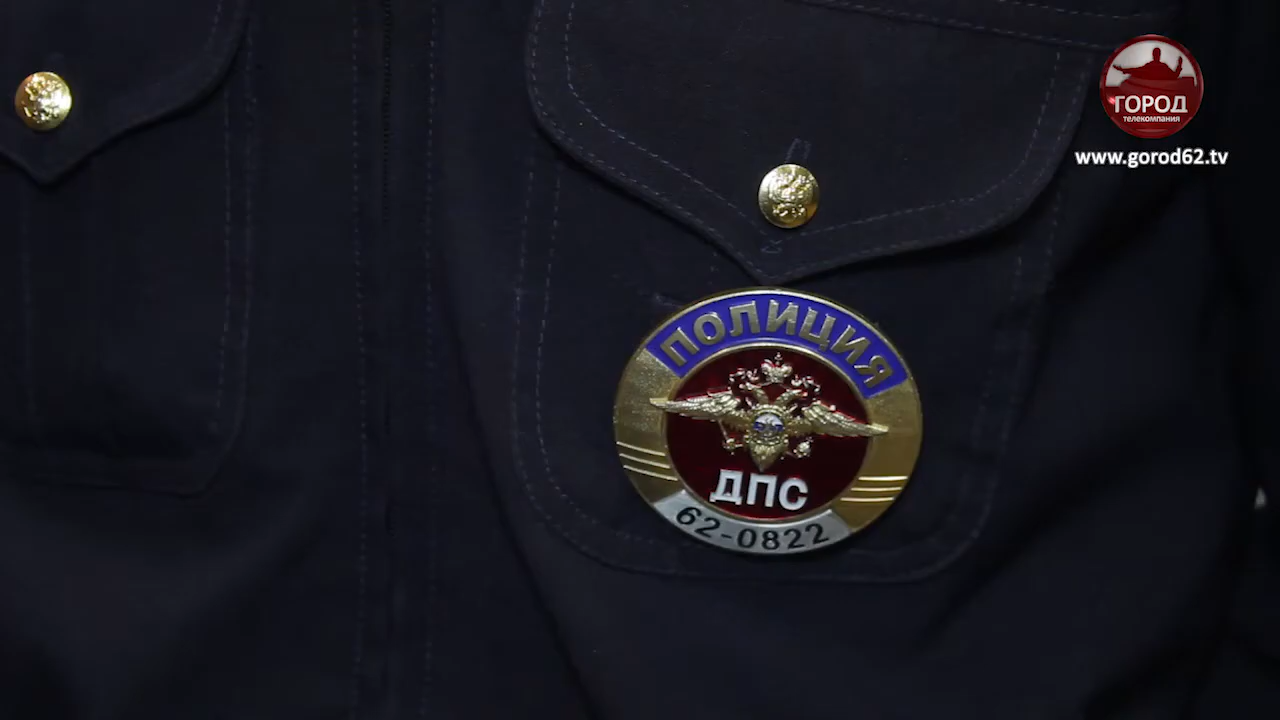 ГОРОД
телекомпания
www.gorod62.tv
ПОЛИЦИЯ
ДПС
62-0822